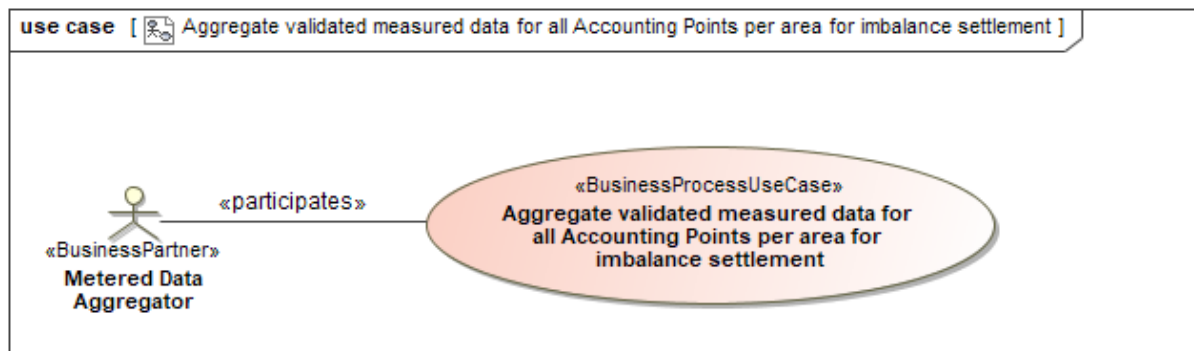 use case [ Aggregate validated measured data for all Accounting Points per area for imbalance settlement ]
«BusinessProcessUseCase»
Aggregate validated measured data for
all Accounting Points per area for
imbalance settlement
«participates»
«BusinessPartner»
Metered Data
Aggregator